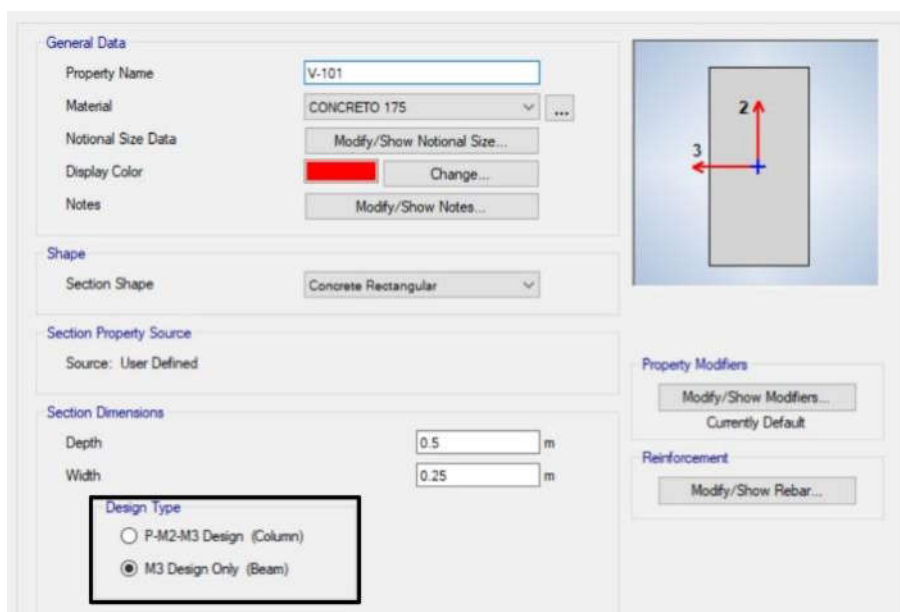 General Data
Property Name V-101
Material CONCRETO 175 ...
Notional Size Data Modify/Show Notional Size...
Display Color Change...
Notes Modify/Show Notes...
2
3
Shape
Section Shape Concrete Rectangular
Section Property Source
Source: User Defined
Property Modifiers
Modify/Show Modifiers...
Currently Default
Section Dimensions
Depth 0.5 m
Width 0.25 m
Reinforcement
Modify/Show Rebar...
Design Type
P-M2-M3 Design (Column)
M3 Design Only (Beam)